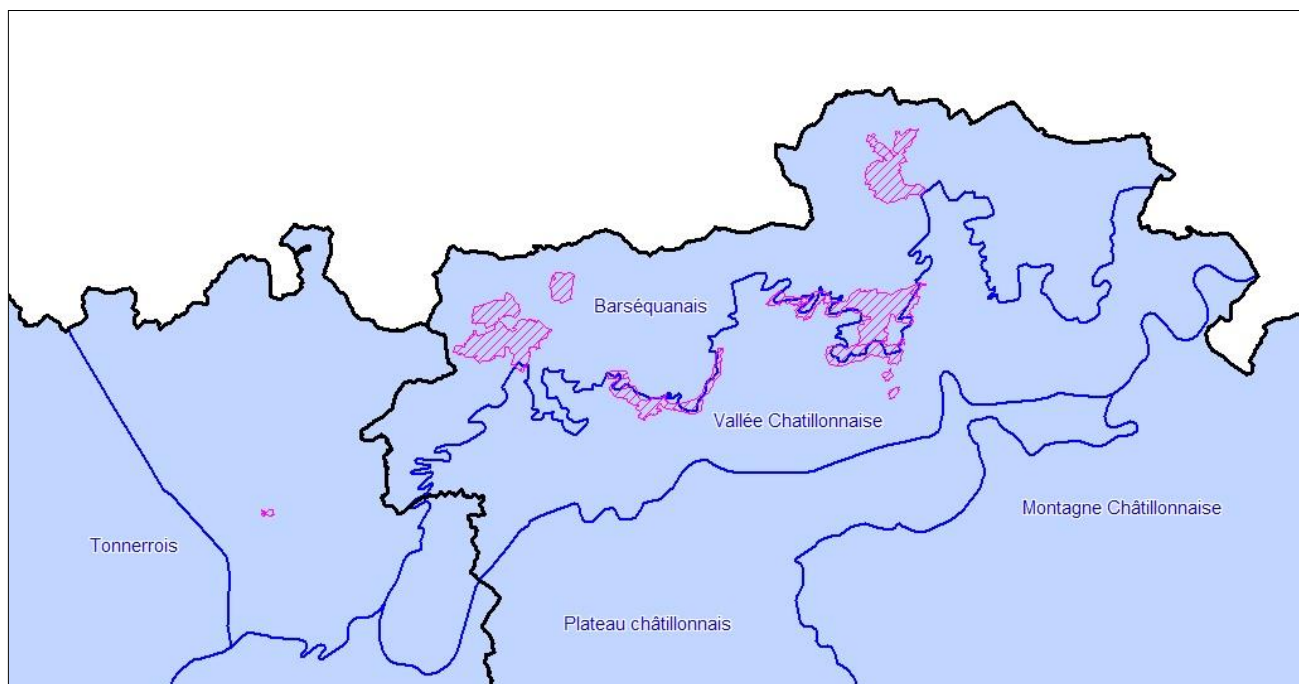 Barséquanais
Vallée Chatillonnaise
Montagne Châtillonnaise
Tonnerrois
Plateau châtillonnais